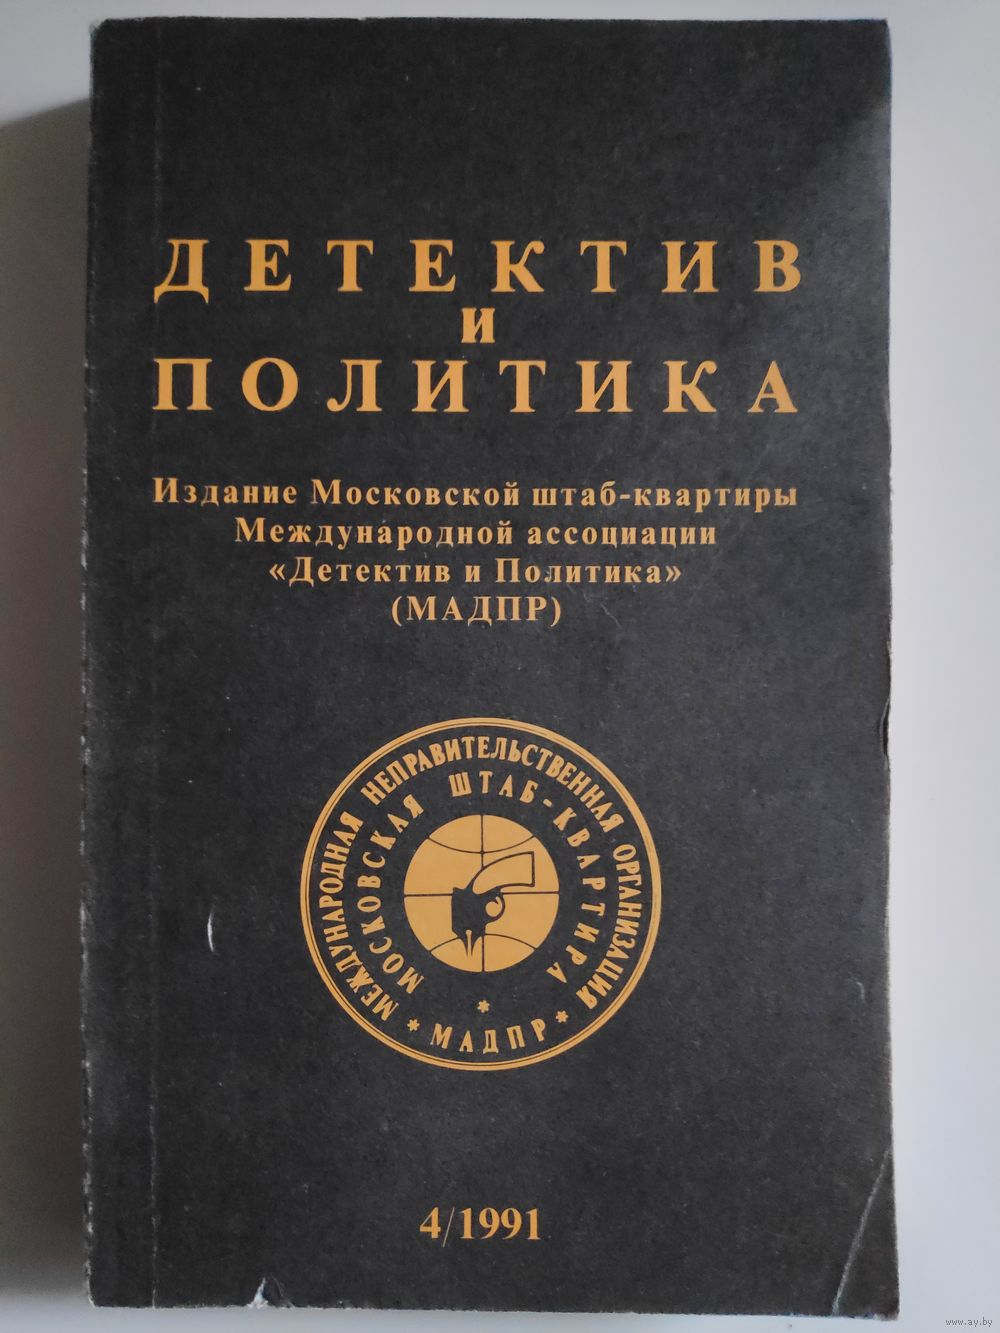 ДЕТЕКТИВ
И
ПОЛИТИКА
Издание Московской штаб-квартиры
Международной ассоциации
«Детектив и Политика»
(МАДПР)
МЕЖДУНАРОДНАЯ НЕПРАВИТЕЛЬСТВЕННАЯ ОРГАНИЗАЦИЯ
МОСКОВСКАЯ ШТАБ-КВАРТИРА
* МАДПР *
4/1991
www.ay.by